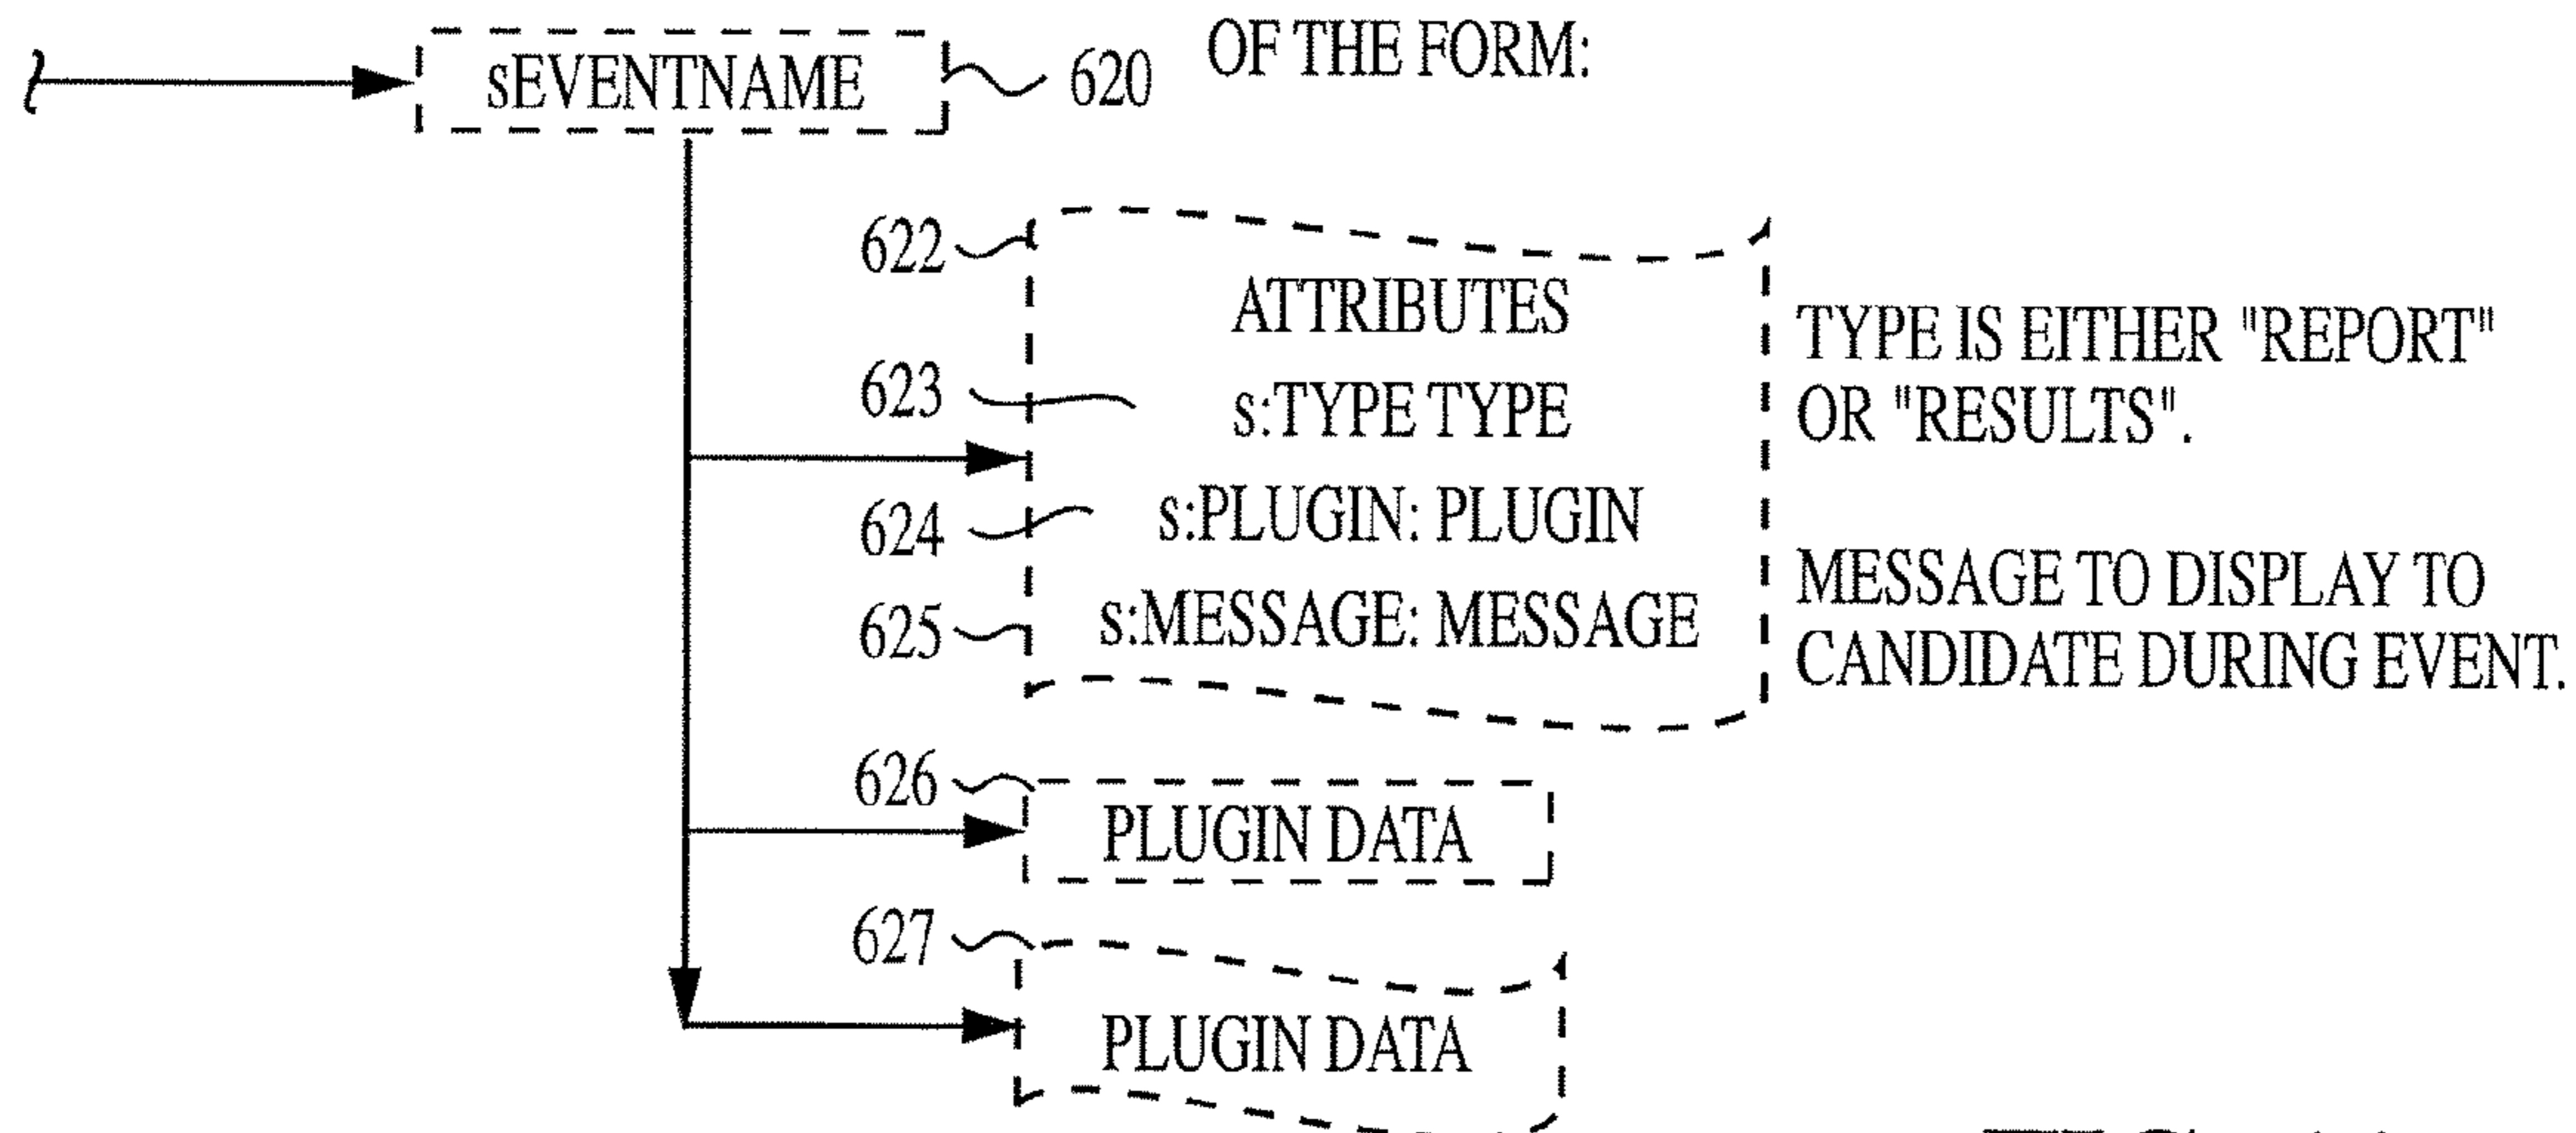 OF THE FORM:
sEVENTNAME
620
622
ATTRIBUTES
623
s:TYPE TYPE
TYPE IS EITHER "REPORT"
OR "RESULTS".
624
s:PLUGIN: PLUGIN
625
s:MESSAGE: MESSAGE
MESSAGE TO DISPLAY TO
CANDIDATE DURING EVENT.
626
PLUGIN DATA
627
PLUGIN DATA